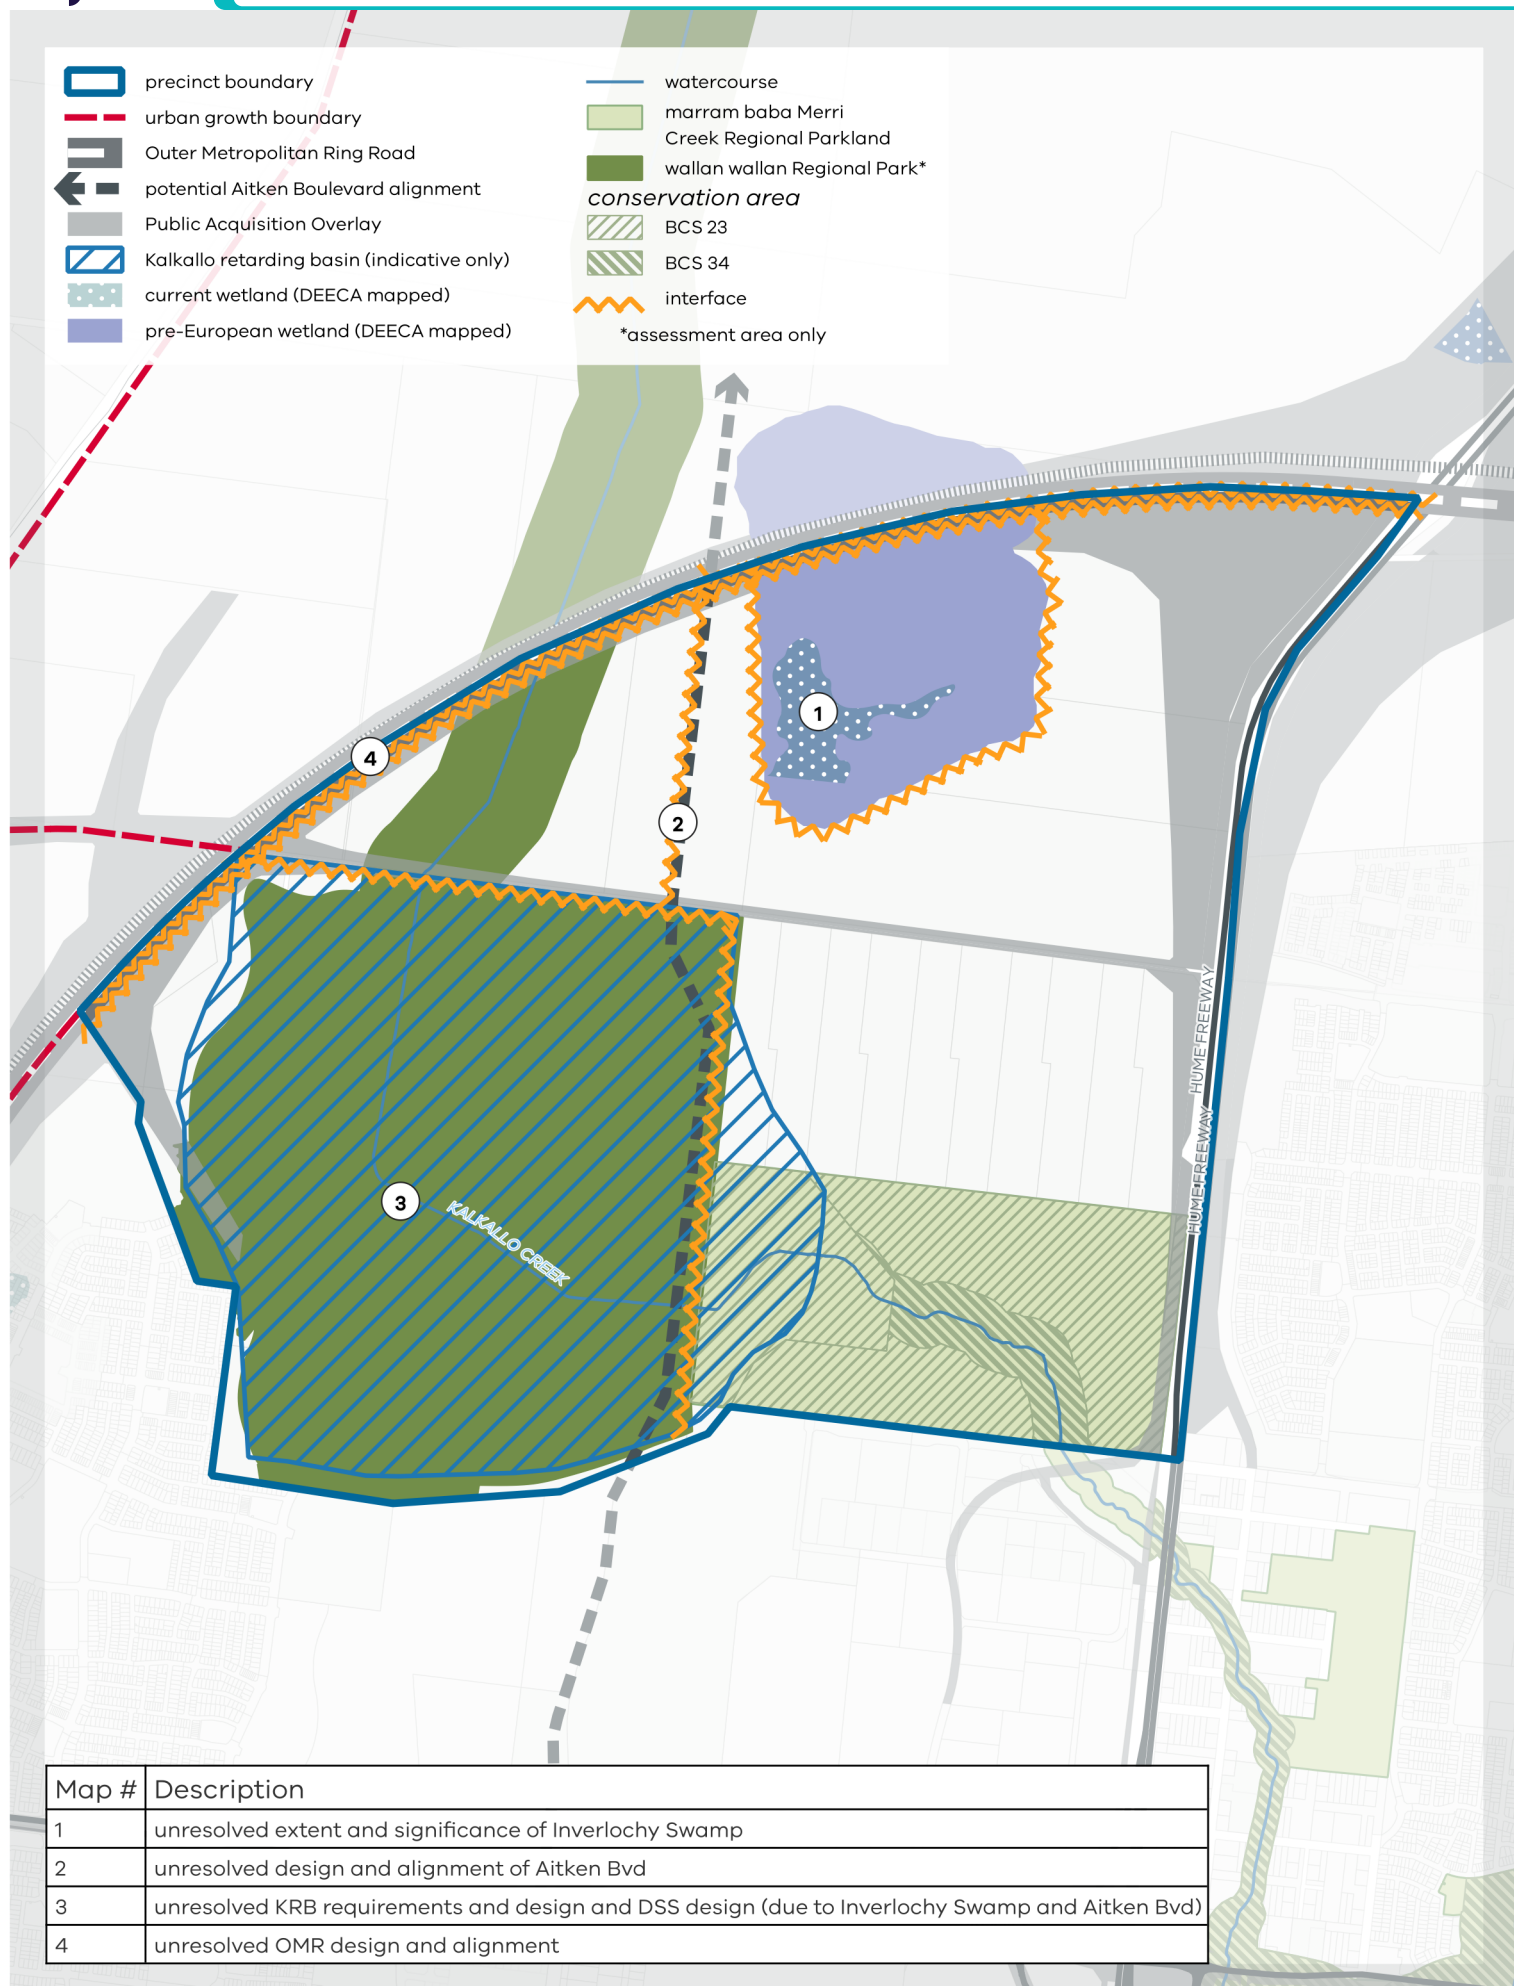 precinct boundary
urban growth boundary
Outer Metropolitan Ring Road
potential Aitken Boulevard alignment
Public Acquisition Overlay
Kalkallo retarding basin (indicative only)
current wetland (DEECA mapped)
pre-European wetland (DEECA mapped)
watercourse
marram baba Merri
Creek Regional Parkland
wallan wallan Regional Park*
conservation area
BCS 23
BCS 34
interface
*assessment area only
1
4
2
HUME FREEWAY
HUME FREEWAY
3
KALKALLO CREEK
Map # Description
1 unresolved extent and significance of Inverlochy Swamp
2 unresolved design and alignment of Aitken Bvd
3 unresolved KRB requirements and design and DSS design (due to Inverlochy Swamp and Aitken Bvd)
4 unresolved OMR design and alignment